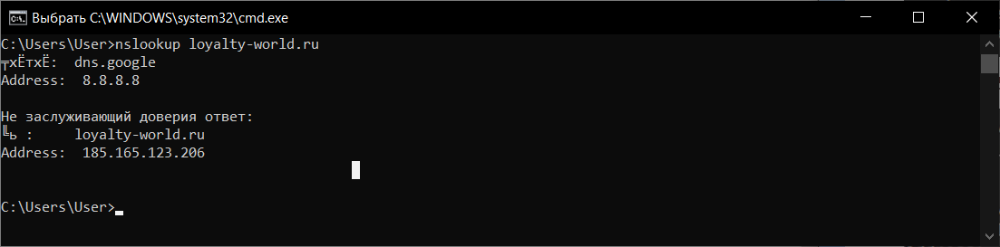 Выбрать C:\WINDOWS\system32\cmd.exe
C:\Users\User>nslookup loyalty-world.ru
╤хЁтхЁ:  dns.google
Address:  8.8.8.8
Не заслуживающий доверия ответ:
╚ь :     loyalty-world.ru
Address:  185.165.123.206
C:\Users\User>